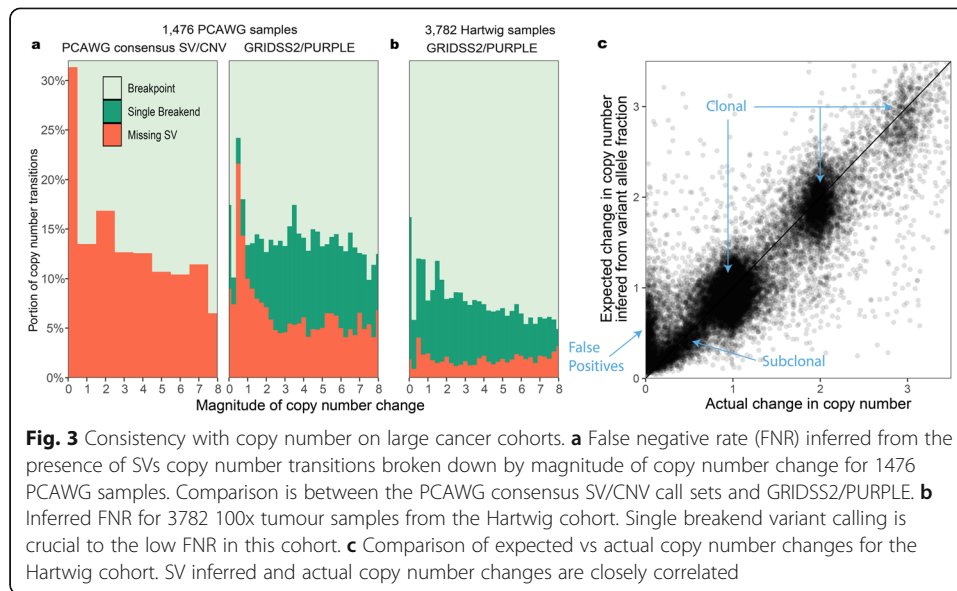 1,476 PCAWG samples
3,782 Hartwig samples
a
PCAWG consensus SV/CNV
GRIDSS2/PURPLE
b
GRIDSS2/PURPLE
c
Portion of copy number transitions
30%
25%
20%
15%
10%
5%
0%
Breakpoint
Single Breakend
Missing SV
0 1 2 3 4 5 6 7 8
0 1 2 3 4 5 6 7 8
0 1 2 3 4 5 6 7 8
Magnitude of copy number change
Expected change in copy number
infered from variant allele fraction
3
2
1
0
Clonal
False
Positives
Subclonal
0 1 2 3
Actual change in copy number
Fig. 3 Consistency with copy number on large cancer cohorts. a False negative rate (FNR) inferred from the
presence of SVs copy number transitions broken down by magnitude of copy number change for 1476
PCAWG samples. Comparison is between the PCAWG consensus SV/CNV call sets and GRIDSS2/PURPLE. b
Inferred FNR for 3782 100x tumour samples from the Hartwig cohort. Single breakend variant calling is
crucial to the low FNR in this cohort. c Comparison of expected vs actual copy number changes for the
Hartwig cohort. SV inferred and actual copy number changes are closely correlated